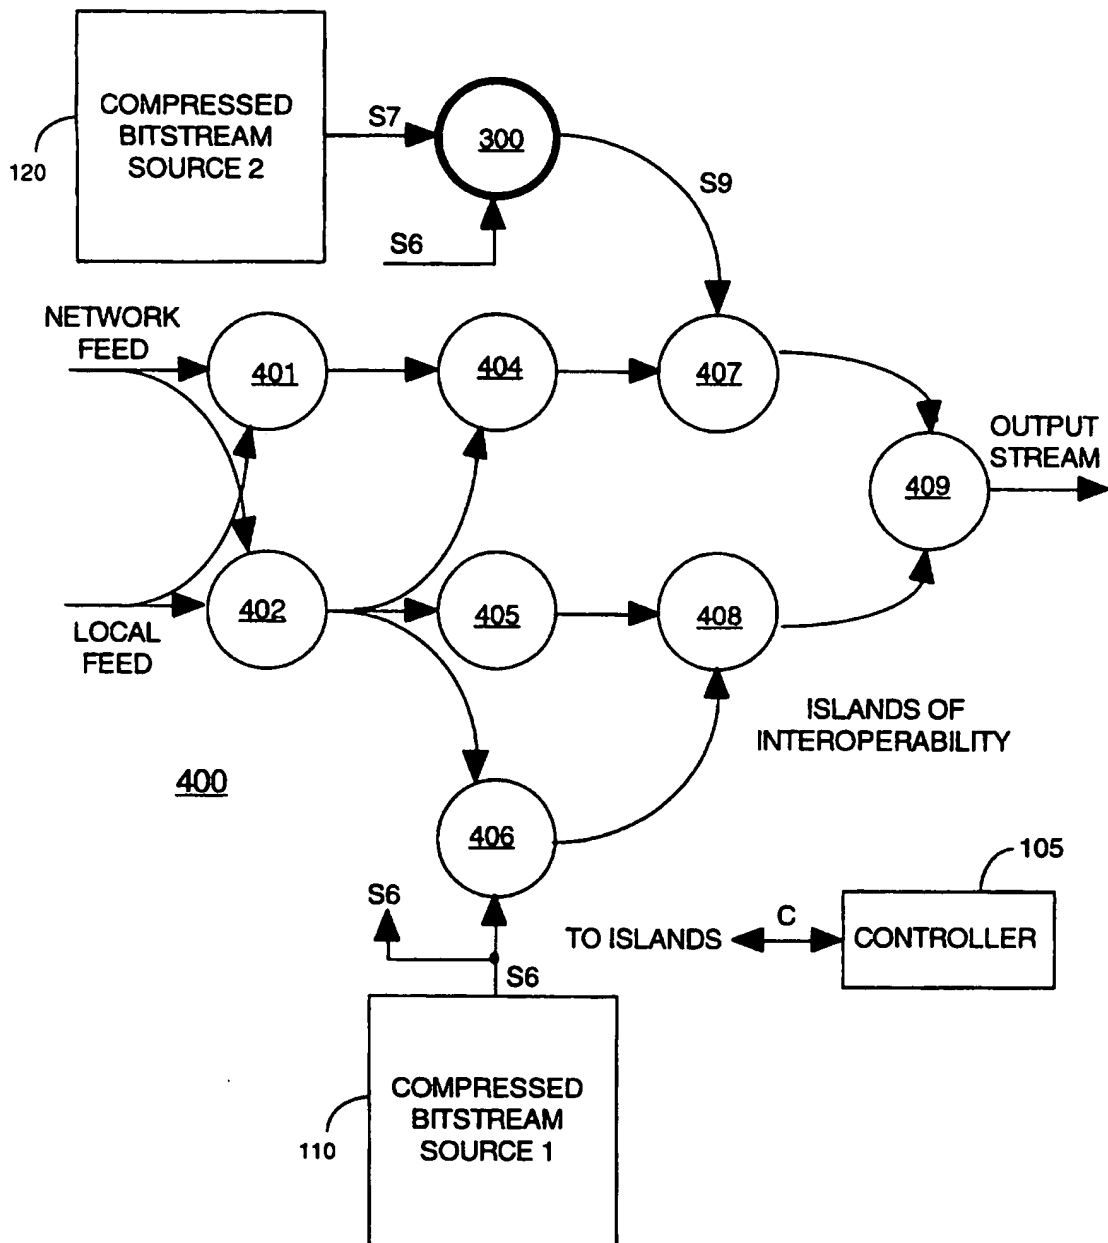 COMPRESSED
BITSTREAM
SOURCE 2
120
S7
300
S9
S6
NETWORK
FEED
401
404
407
OUTPUT
STREAM
409
LOCAL
FEED
402
405
408
ISLANDS OF
INTEROPERABILITY
400
406
105
S6
C
TO ISLANDS
CONTROLLER
S6
COMPRESSED
BITSTREAM
SOURCE 1
110